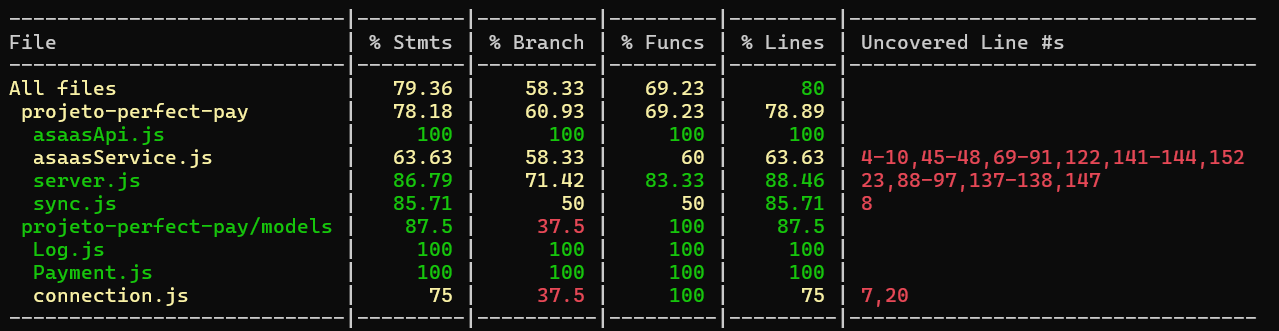 ----------------------------|---------|----------|---------|---------|----------------------------------
File                        | % Stmts | % Branch | % Funcs | % Lines | Uncovered Line #s
----------------------------|---------|----------|---------|---------|----------------------------------
All files                   |   79.36 |    58.33 |   69.23 |      80 |
 projeto-perfect-pay        |   78.18 |    60.93 |   69.23 |   78.89 |
  asaasApi.js               |     100 |      100 |     100 |     100 |
  asaasService.js           |   63.63 |    58.33 |      60 |   63.63 | 4-10,45-48,69-91,122,141-144,152
  server.js                 |   86.79 |    71.42 |   83.33 |   88.46 | 23,88-97,137-138,147
  sync.js                   |   85.71 |       50 |      50 |   85.71 | 8
 projeto-perfect-pay/models |    87.5 |     37.5 |     100 |    87.5 |
  Log.js                    |     100 |      100 |     100 |     100 |
  Payment.js                |     100 |      100 |     100 |     100 |
  connection.js             |      75 |     37.5 |     100 |      75 | 7,20
----------------------------|---------|----------|---------|---------|----------------------------------